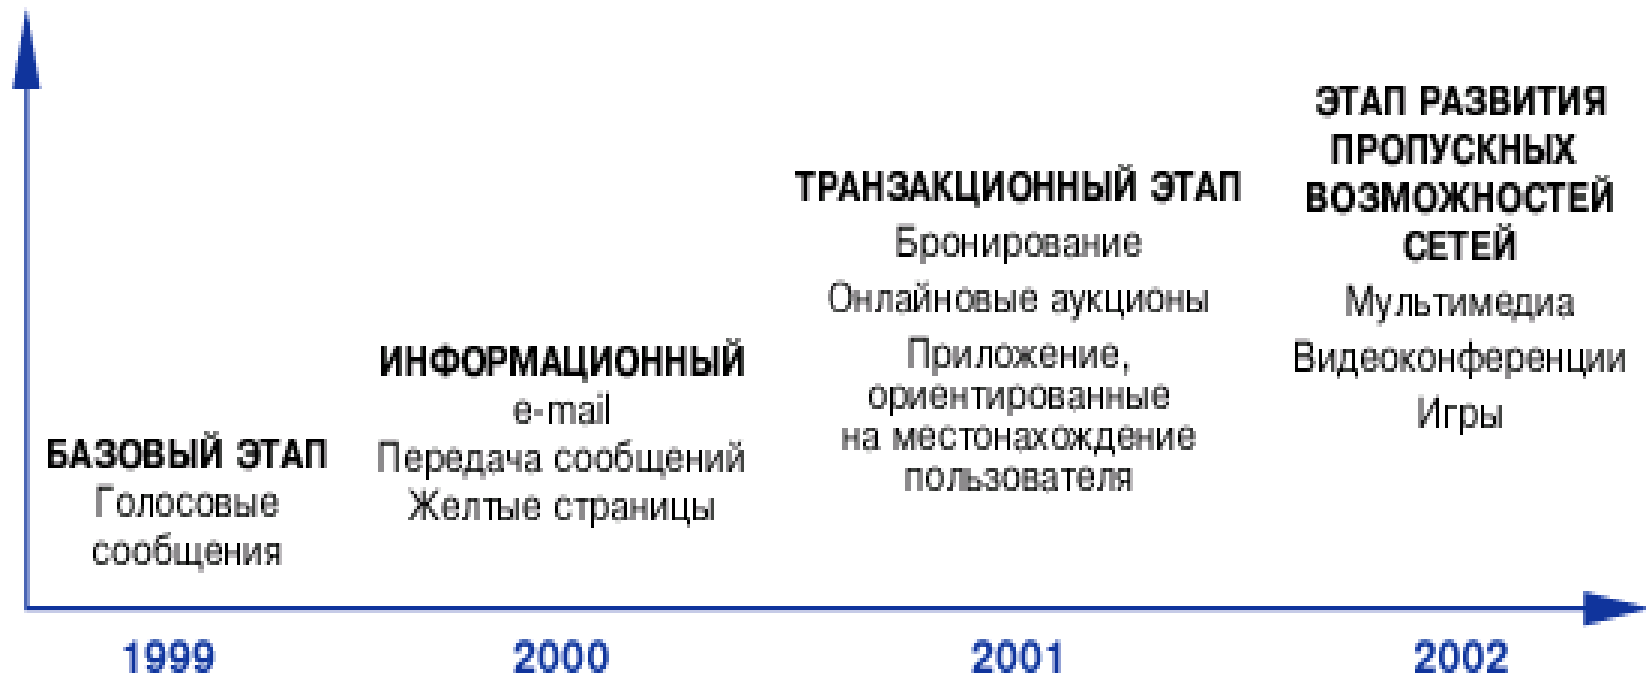 БАЗОВЫЙ ЭТАП
Голосовые
сообщения
ИНФОРМАЦИОННЫЙ
e-mail
Передача сообщений
Желтые страницы
ТРАНЗАКЦИОННЫЙ ЭТАП
Бронирование
Онлайновые аукционы
Приложение,
ориентированные
на местонахождение
пользователя
ЭТАП РАЗВИТИЯ
ПРОПУСКНЫХ
ВОЗМОЖНОСТЕЙ
СЕТЕЙ
Мультимедиа
Видеоконференции
Игры
1999
2000
2001
2002